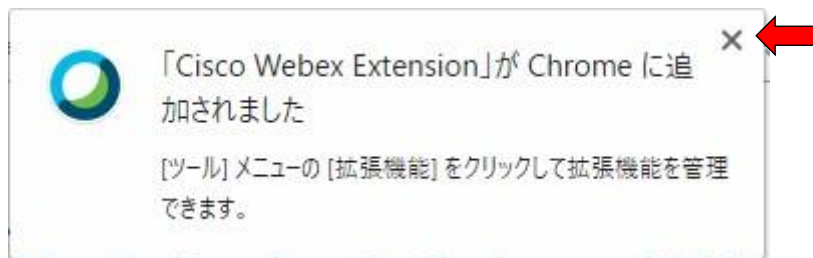 「Cisco Webex Extension」が Chrome に追
加されました
[ツール] メニューの [拡張機能] をクリックして拡張機能を管理
できます。